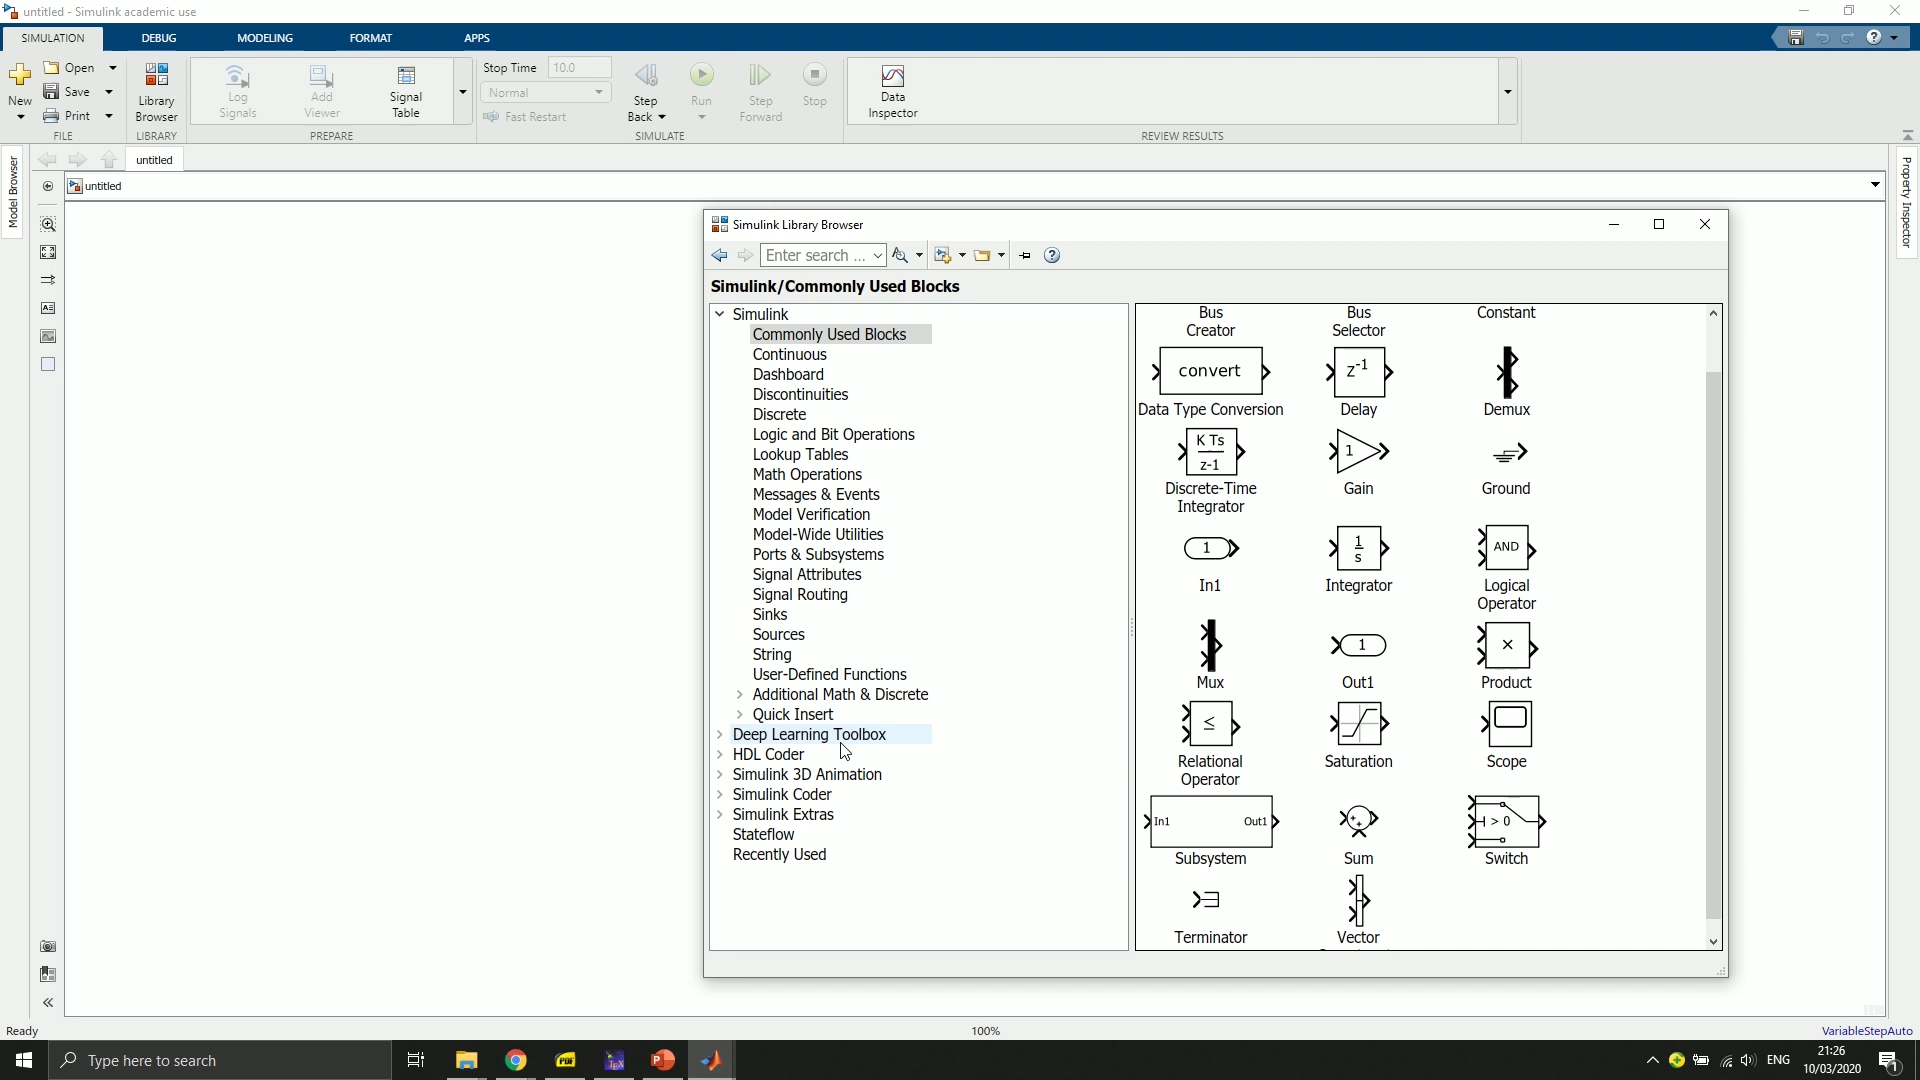 untitled - Simulink academic use
SIMULATION DEBUG MODELING FORMAT APPS
New
Open
Save
Print
FILE
Library
Browser
LIBRARY
Log
Signals
Add
Viewer
Signal
Table
PREPARE
Stop Time 10.0
Normal
Fast Restart
Step
Back
Run
Step
Forward
Stop
SIMULATE
Data
Inspector
REVIEW RESULTS
Model Browser
untitled
untitled
Property Inspector
Simulink Library Browser
Enter search ...
Simulink/Commonly Used Blocks
Simulink
Commonly Used Blocks
Continuous
Dashboard
Discontinuities
Discrete
Logic and Bit Operations
Lookup Tables
Math Operations
Messages & Events
Model Verification
Model-Wide Utilities
Ports & Subsystems
Signal Attributes
Signal Routing
Sinks
Sources
String
User-Defined Functions
Additional Math & Discrete
Quick Insert
Deep Learning Toolbox
HDL Coder
Simulink 3D Animation
Simulink Coder
Simulink Extras
Stateflow
Recently Used
Bus
Creator
Bus
Selector
Constant
convert
Data Type Conversion
z-1
Delay
Demux
K Ts
z-1
Discrete-Time
Integrator
1
Gain
Ground
1
In1
1
s
Integrator
AND
Logical
Operator
Mux
1
Out1
×
Product
≤
Relational
Operator
Saturation
Scope
In1 Out1
Subsystem
+
+
Sum
> 0
Switch
Terminator
Vector
Ready
100%
VariableStepAuto
Type here to search
PDF
TEX
P
ENG
21:26
10/03/2020
1